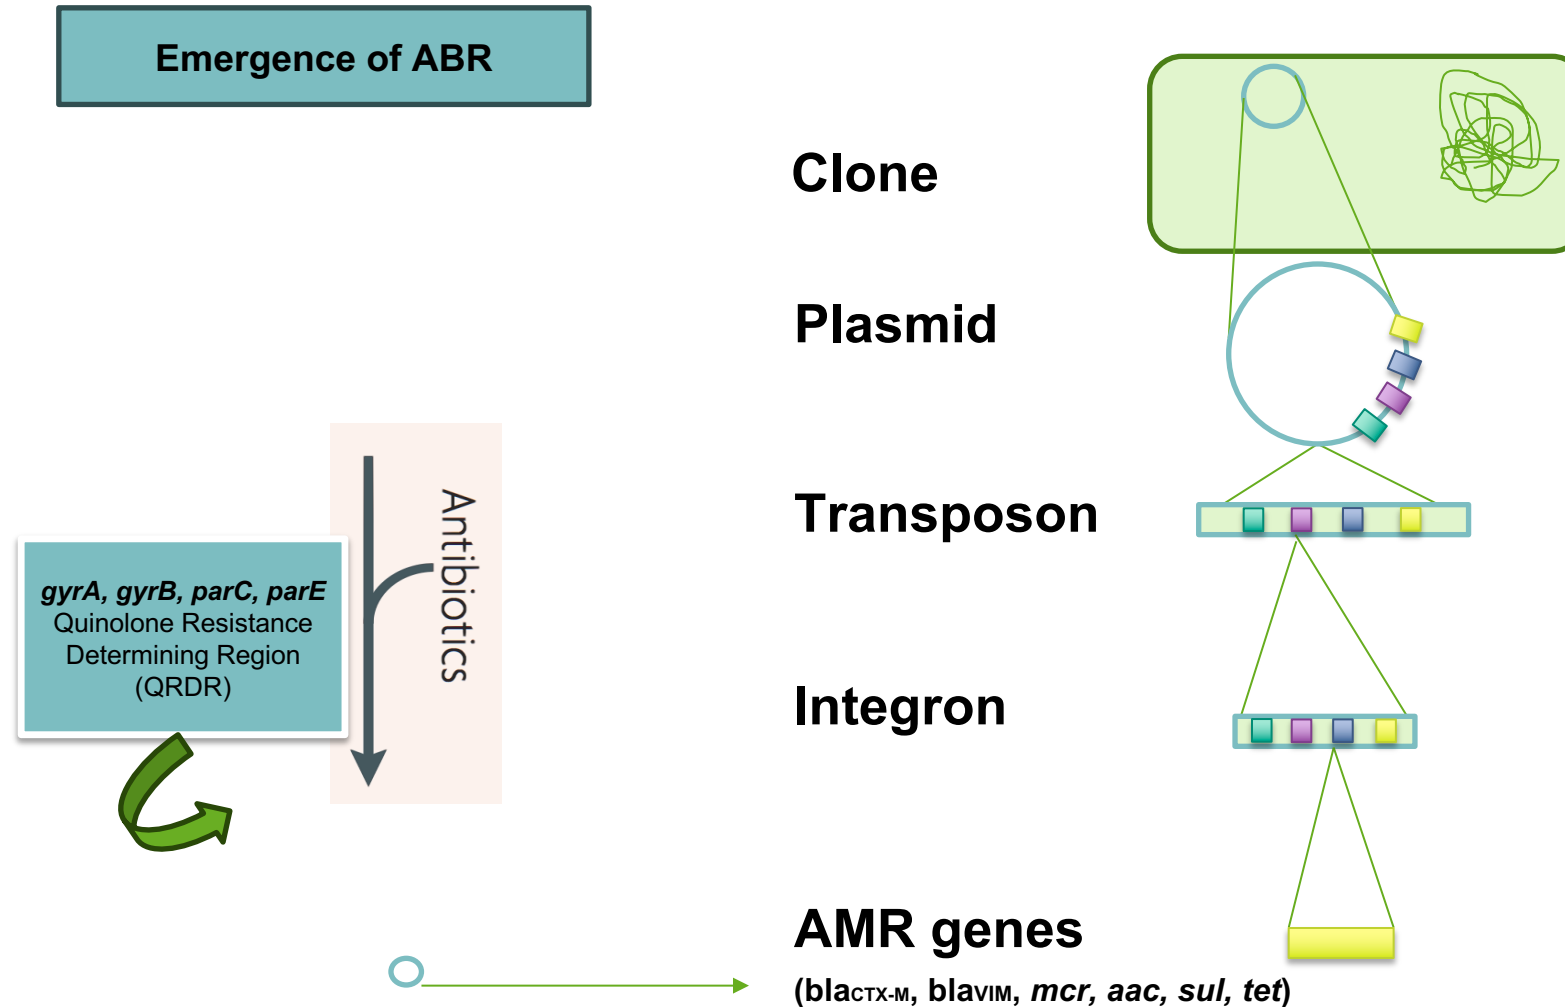 Emergence of ABR
Clone
Plasmid
Transpson
Integron
AMR genes
(blaCTX-M, blaVIM, mcr, aac, sul, tet)
Antibiotics
gyrA, gyrB, parC, parE
Quinolone Resistance
Determining Region
(QRDR)